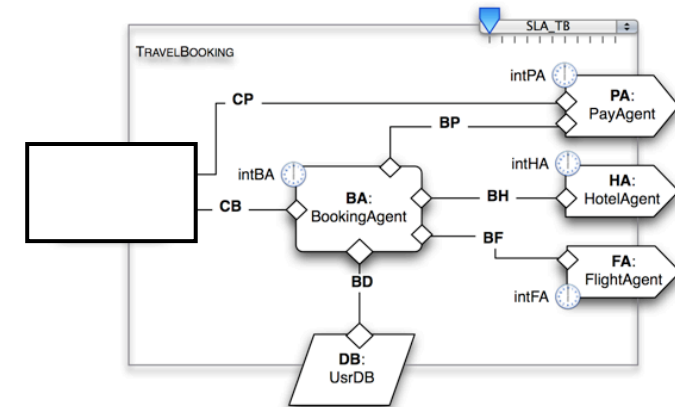 SLA_TB
TRAVELBOOKING
intPA
CP
PA:
PayAgent
BP
intHA
intBA
HA:
HotelAgent
BA:
BookingAgent
BH
CB
BF
FA:
FlightAgent
BD
intFA
DB:
UsrDB